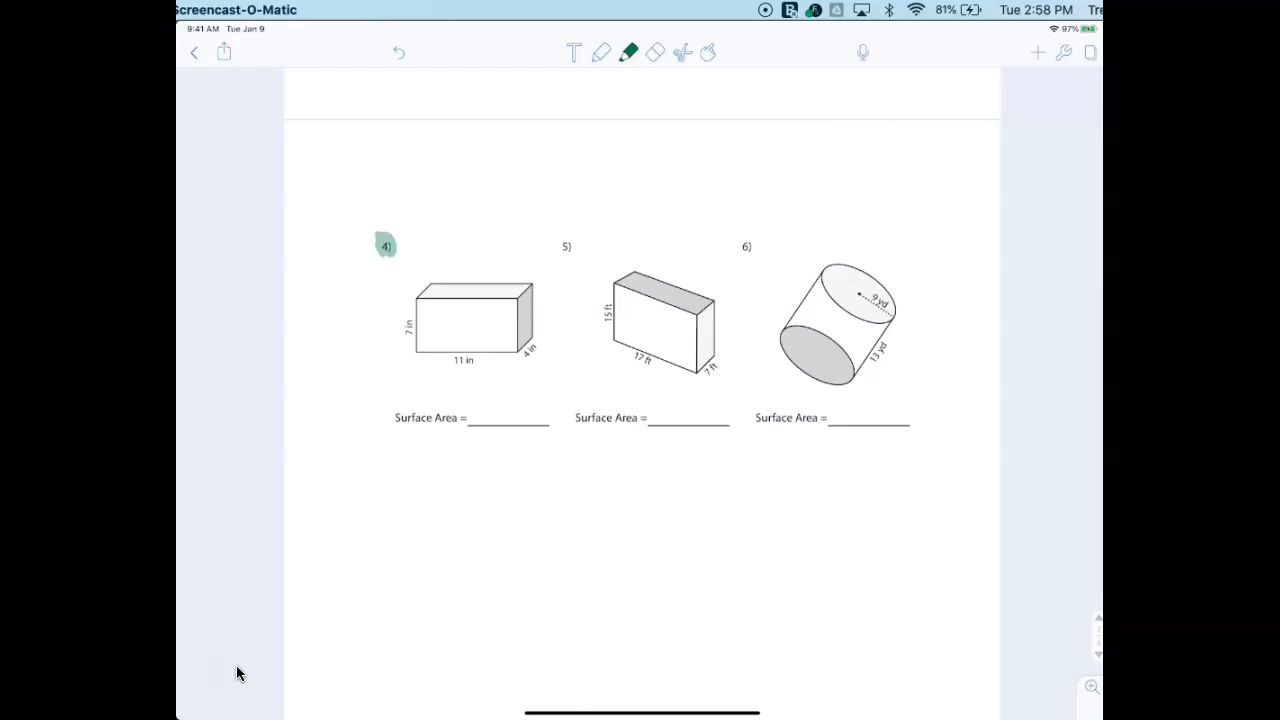 Screencast-O-Matic
81%
Tue 2:58 PM
Tre
9:41 AM Tue Jan 9
97%
T
4)
5)
6)
7 in
11 in
4 in
15 ft
17 ft
7 ft
9 yd
13 yd
Surface Area =
Surface Area =
Surface Area =